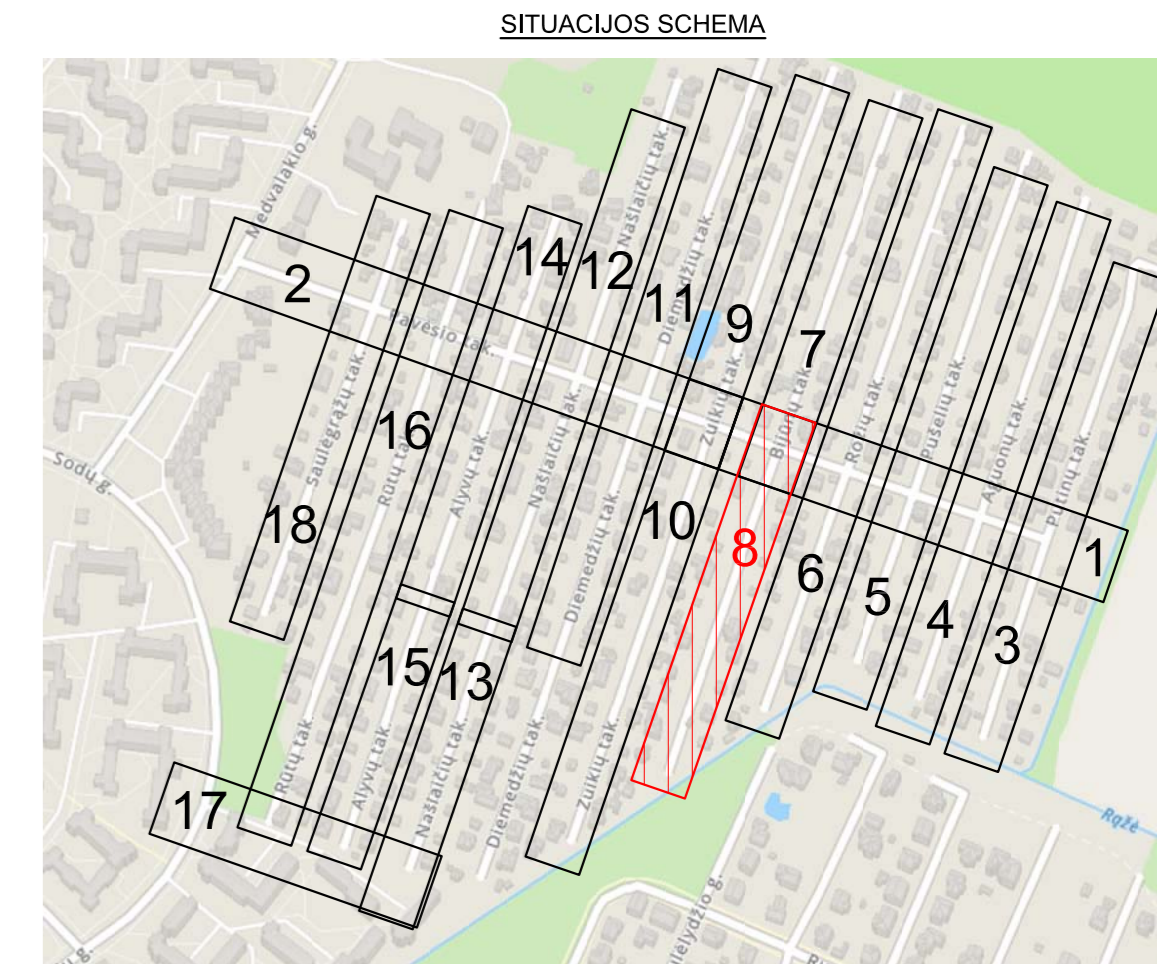 SITUACIJOS SCHEMA
Medvalakio g.
Našlaičių tak.
14
12
2
Diemedžių tak.
11
9
7
Pavėsio tak.
Zuikių tak.
Bijūnų tak.
Rožių tak.
Pušelių tak.
Aguonų tak.
Putinų tak.
Saulėgrąžų tak.
16
Rūtų tak.
Alyvų tak.
Našlaičių tak.
Sodų g.
18
10
8
6
5
4
3
1
Diemedžių tak.
15
13
Rūtų tak.
Alyvų tak.
Našlaičių tak.
Diemedžių tak.
Zuikių tak.
17
Rąžė